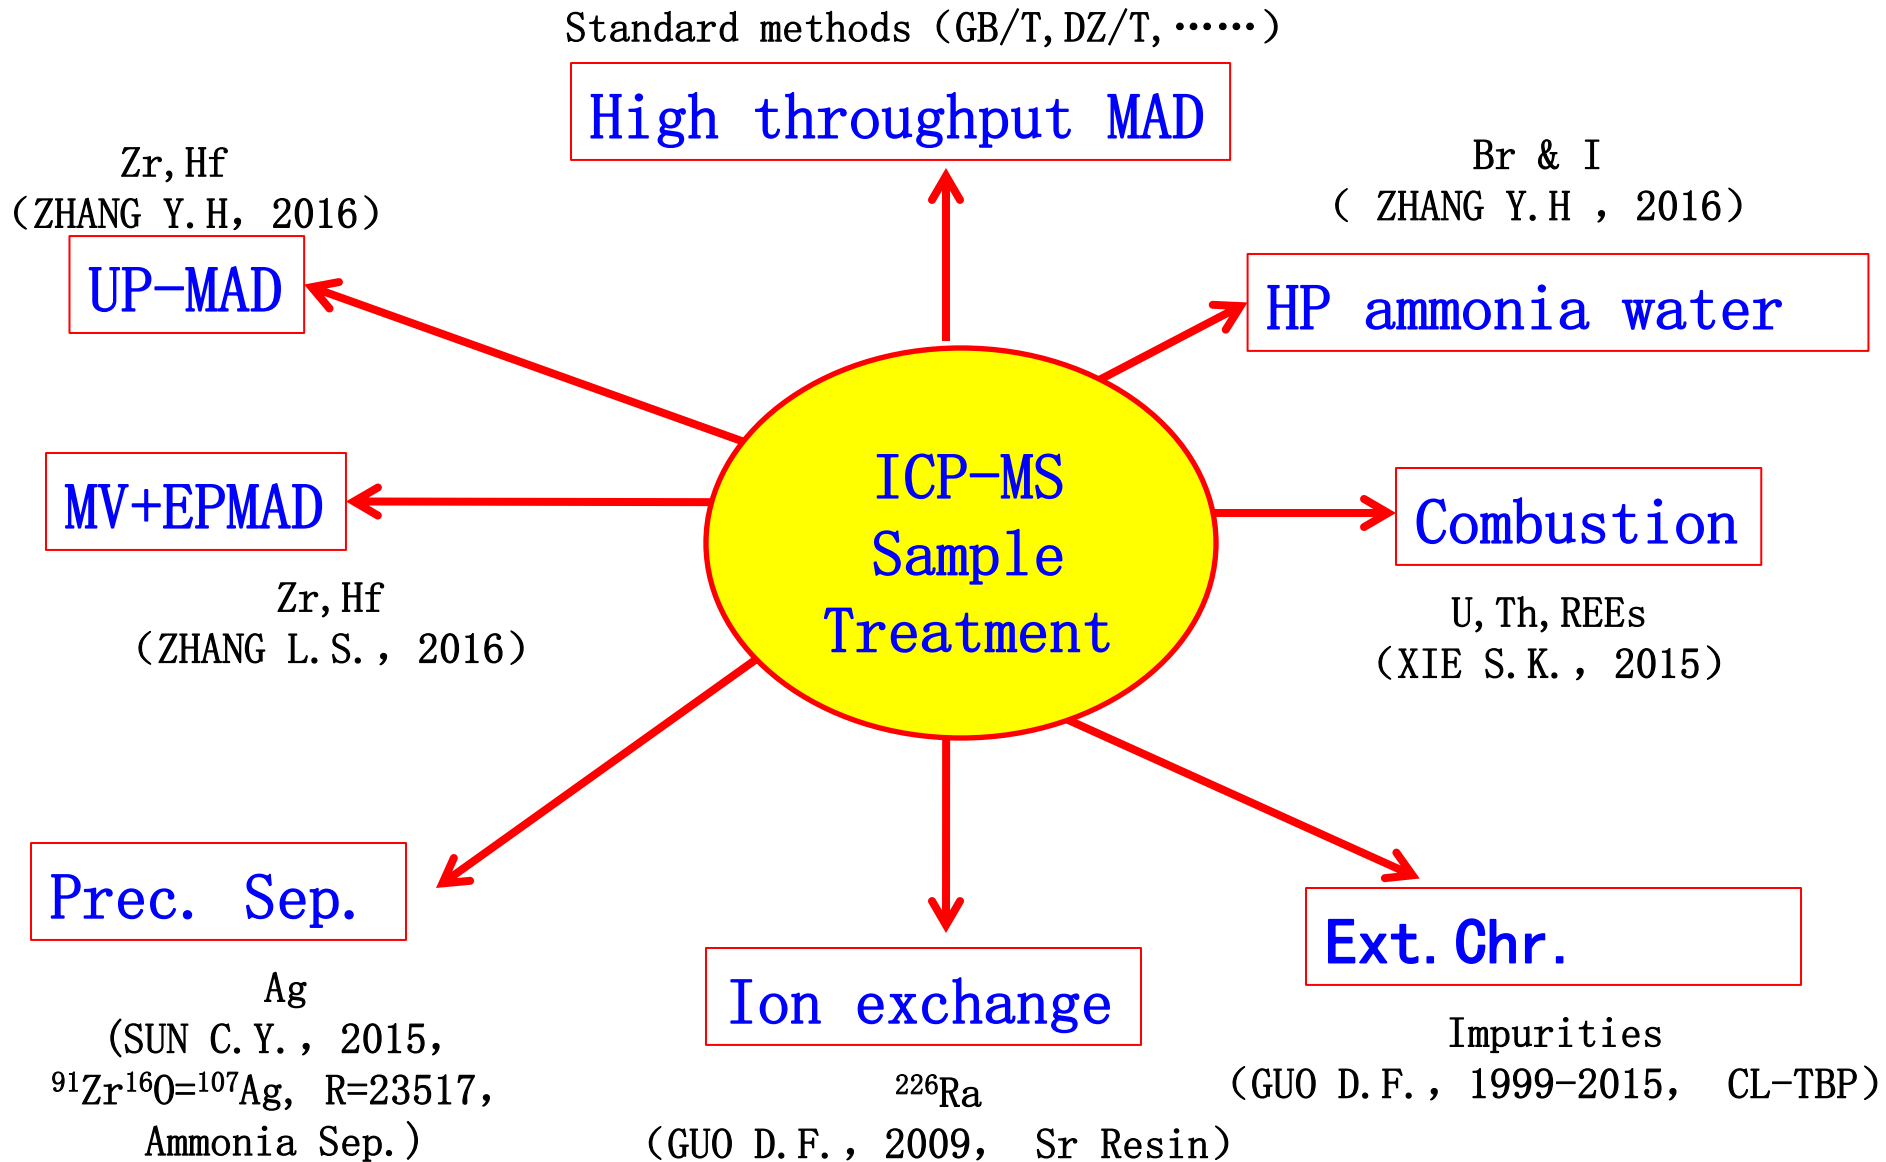 Standard methods（GB/T,DZ/T,……）
High throughput MAD
Zr,Hf
（ZHANG Y.H, 2016）
UP-MAD
Br & I
（ ZHANG Y.H , 2016）
HP ammonia water
MV+EPMAD
Zr,Hf
（ZHANG L.S., 2016）
ICP-MS
Sample
Treatment
Combustion
U,Th,REEs
（XIE S.K., 2015）
Prec. Sep.
Ag
(SUN C.Y., 2015,
⁹¹Zr¹⁶O=¹⁰⁷Ag, R=23517,
Ammonia Sep.)
Ion exchange
²²⁶Ra
（GUO D.F., 2009, Sr Resin）
Ext.Chr.
Impurities
（GUO D.F., 1999-2015, CL-TBP）